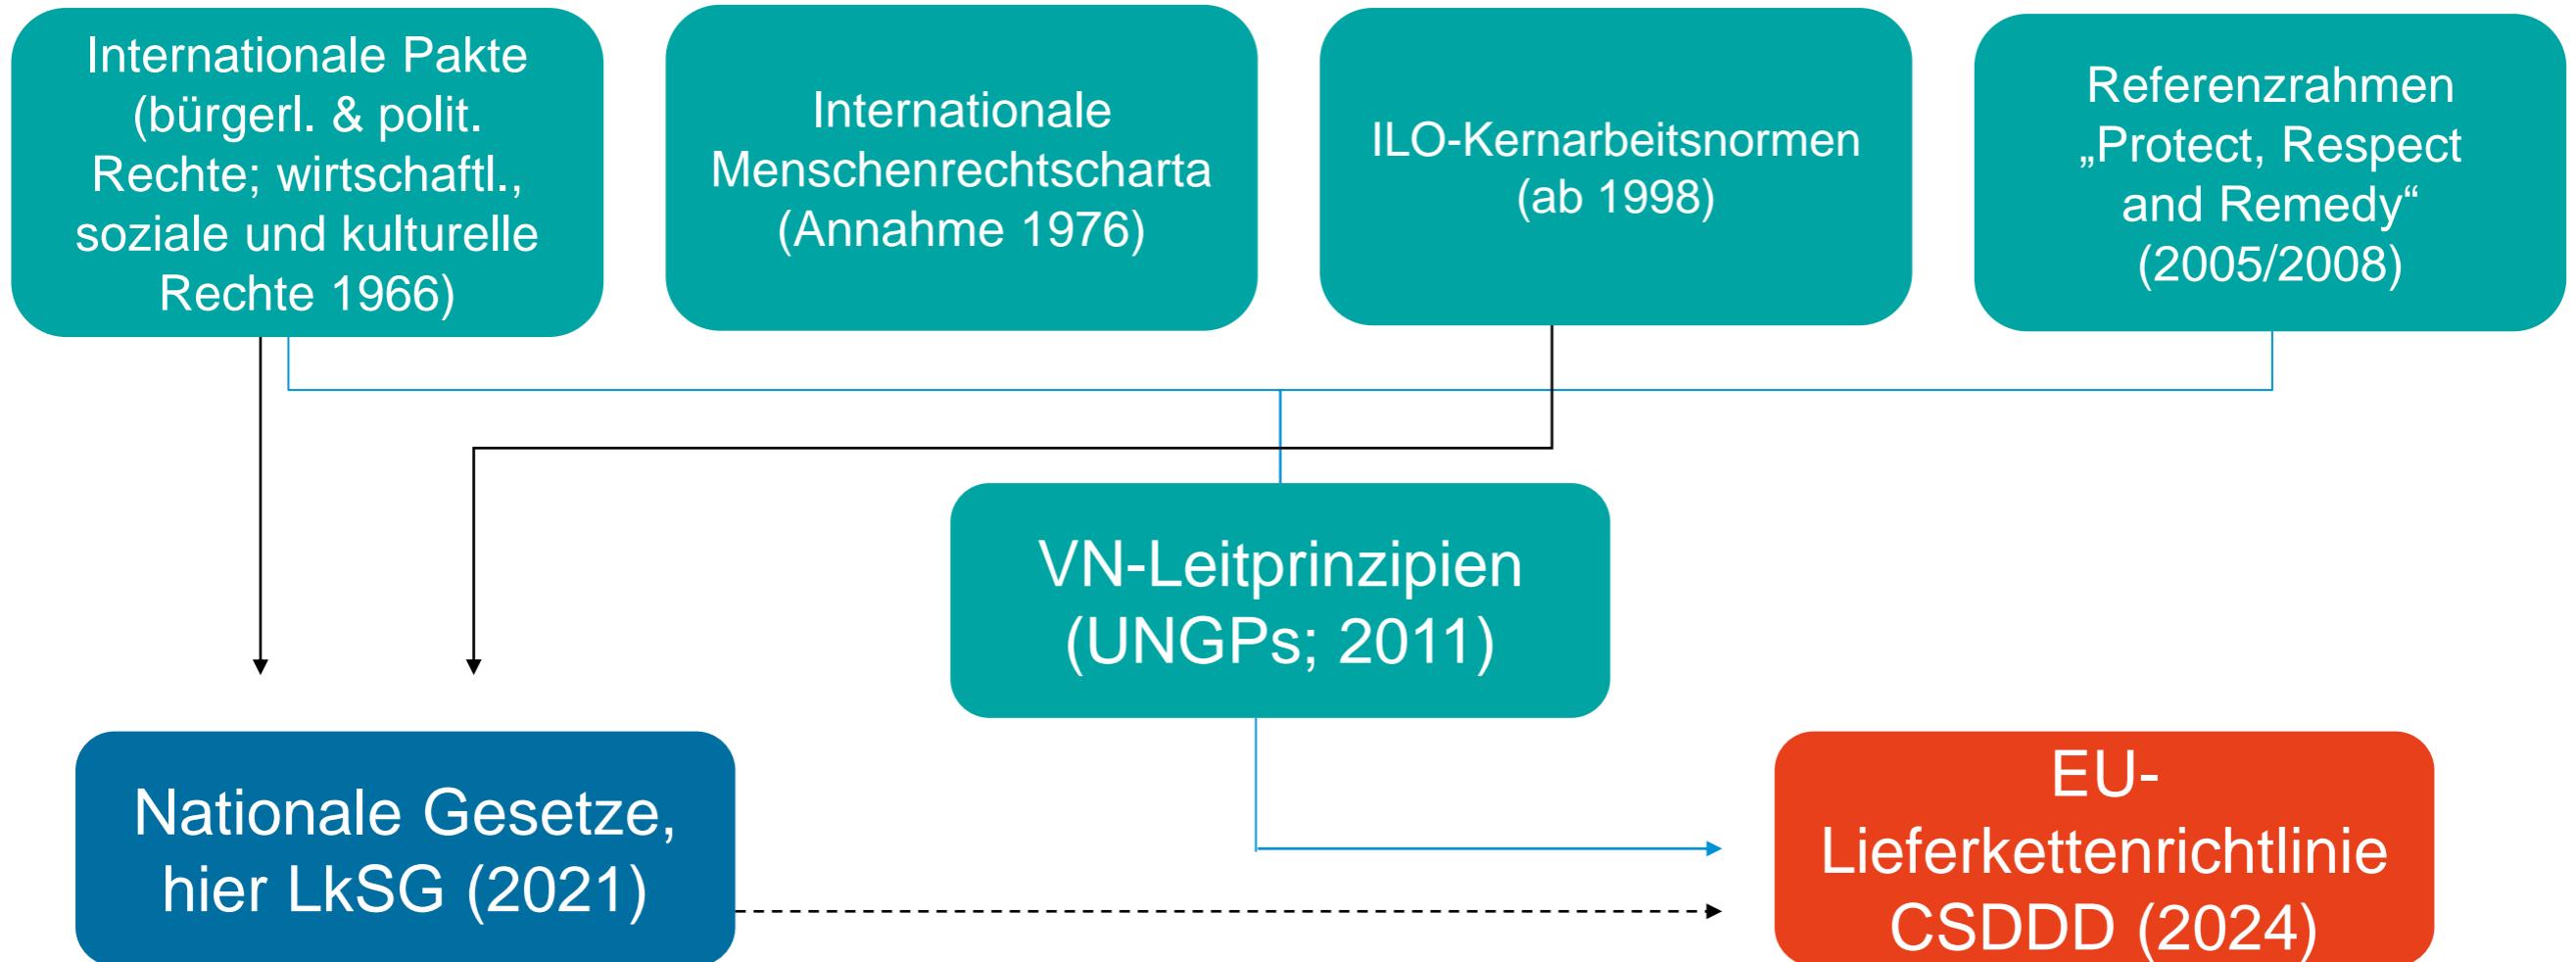 Internationale Pakte
(bürgerl. & polit.
Rechte; wirtschaftl.,
soziale und kulturelle
Rechte 1966)
Internationale
Menschenrechtscharta
(Annahme 1976)
ILO-Kernarbeitsnormen
(ab 1998)
Referenzrahmen
„Protect, Respect
and Remedy“
(2005/2008)
VN-Leitprinzipien
(UNGPs; 2011)
Nationale Gesetze,
hier LkSG (2021)
EU-
Lieferkettenrichtlinie
CSDDD (2024)